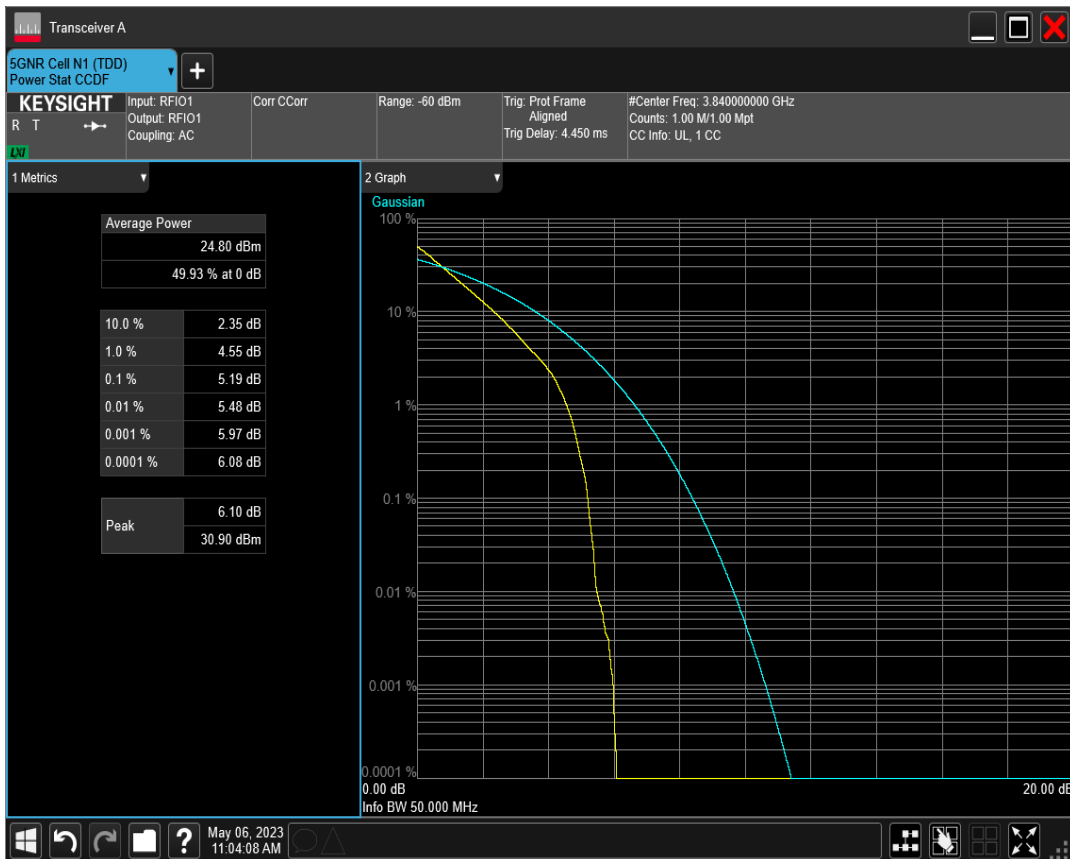 Transceiver A
5GNR Cell N1 (TDD)
Power Stat CCDF
+
KEYSIGHT
R T
LXI
Input: RFIO1
Output: RFIO1
Coupling: AC
Corr CCorr
Range: -60 dBm
Trig: Prot Frame
Aligned
Trig Delay: 4.450 ms
#Center Freq: 3.840000000 GHz
Counts: 1.00 M/1.00 Mpt
CC Info: UL, 1 CC
1 Metrics
Average Power
24.80 dBm
49.93 % at 0 dB
10.0 % 2.35 dB
1.0 % 4.55 dB
0.1 % 5.19 dB
0.01 % 5.48 dB
0.001 % 5.97 dB
0.0001 % 6.08 dB
Peak 6.10 dB
30.90 dBm
2 Graph
Gaussian
100 %
10 %
1 %
0.1 %
0.01 %
0.001 %
0.0001 %
0.00 dB 20.00 dB
Info BW 50.000 MHz
?
May 06, 2023
11:04:08 AM